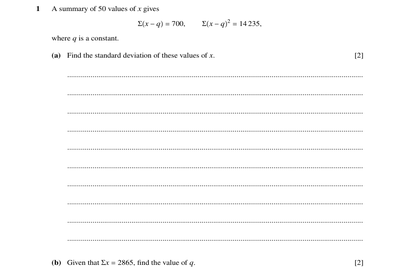 1 A summary of 50 values of x gives
Σ(x − q) = 700, Σ(x − q)² = 14 235,
where q is a constant.
(a) Find the standard deviation of these values of x. [2]
(b) Given that Σx = 2865, find the value of q. [2]